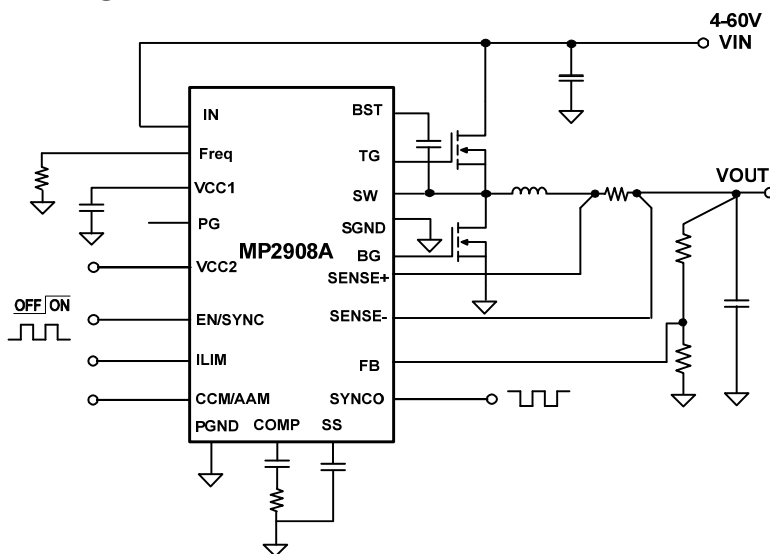 4-60V
VIN
IN
Freq
VCC1
PG
VCC2
EN/SYNC
ILIM
CCM/AAM
PGND
COMP
SS
MP2908A
BST
TG
SW
SGND
BG
SENSE+
SENSE-
FB
SYNCO
VOUT
OFF ON